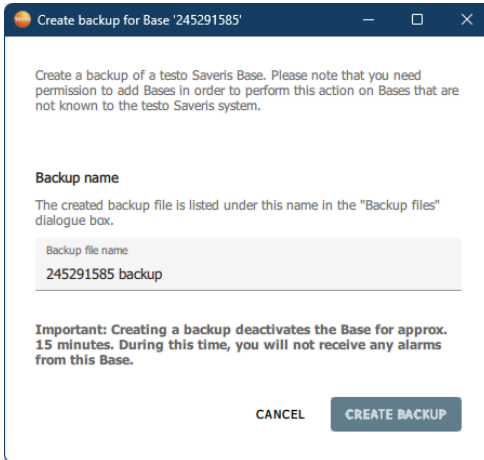 Create backup for Base '245291585'
Create a backup of a testo Saveris Base. Please note that you need
permission to add Bases in order to perform this action on Bases that are
not known to the testo Saveris system.
Backup name
The created backup file is listed under this name in the "Backup files"
dialogue box.
Backup file name
245291585 backup
Important: Creating a backup deactivates the Base for approx.
15 minutes. During this time, you will not receive any alarms
from this Base.
CANCEL CREATE BACKUP